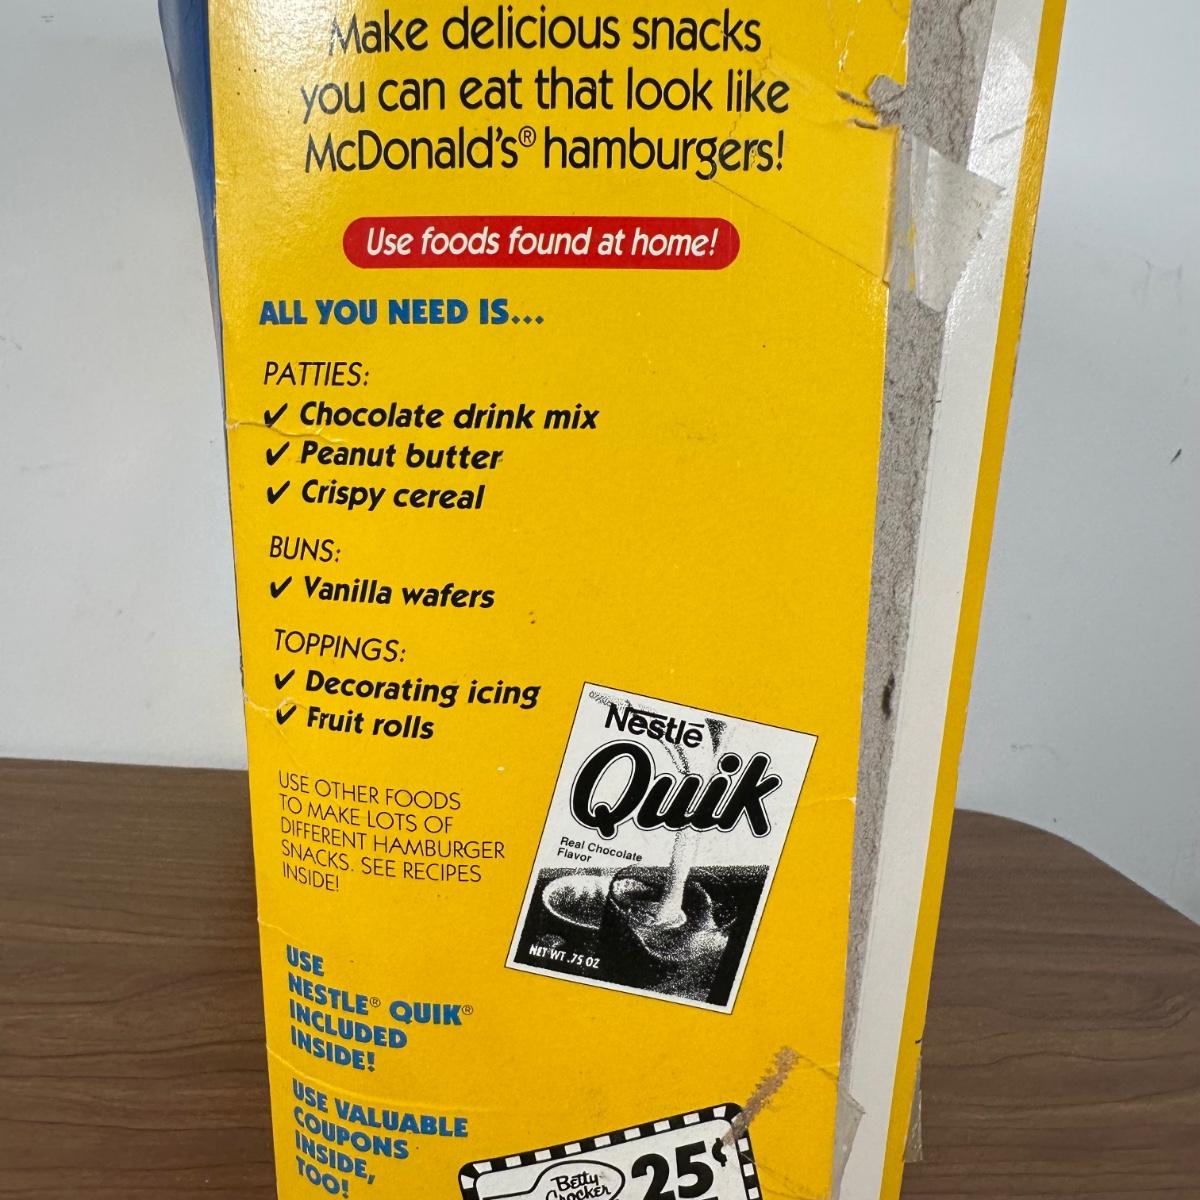 Make delicious snacks
you can eat that look like
McDonald's® hamburgers!
Use foods found at home!
ALL YOU NEED IS...
PATTIES:
✓ Chocolate drink mix
✓ Peanut butter
✓ Crispy cereal
BUNS:
✓ Vanilla wafers
TOPPINGS:
✓ Decorating icing
✓ Fruit rolls
USE OTHER FOODS
TO MAKE LOTS OF
DIFFERENT HAMBURGER
SNACKS. SEE RECIPES
INSIDE!
Nestlé
Quik
Real Chocolate
Flavor
NET WT .75 OZ
USE
NESTLE® QUIK®
INCLUDED
INSIDE!
USE VALUABLE
COUPONS
INSIDE,
TOO!
Betty
Crocker
25¢